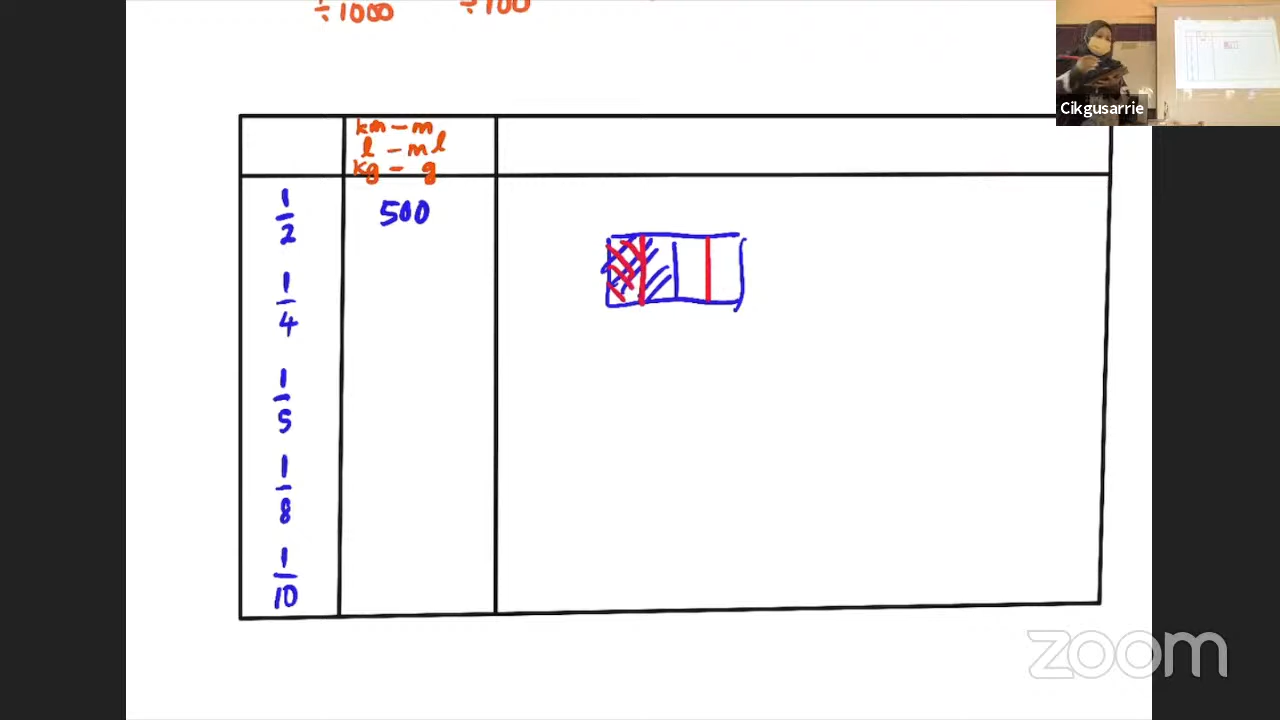 ÷1000 ÷100
Cikgusarrie
km - m
l - ml
kg - g
1/2 500
1/4
1/5
1/8
1/10
zoom